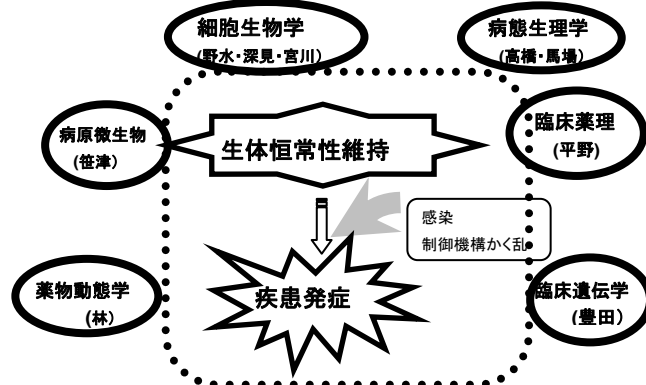 細胞生物学
(野水・深見・宮川)
病態生理学
(高橋・馬場)
病原微生物
(笹津)
生体恒常性維持
臨床薬理
(平野)
感染
制御機構かく乱
薬物動態学
(林)
疾患発症
臨床遺伝学
(豊田)